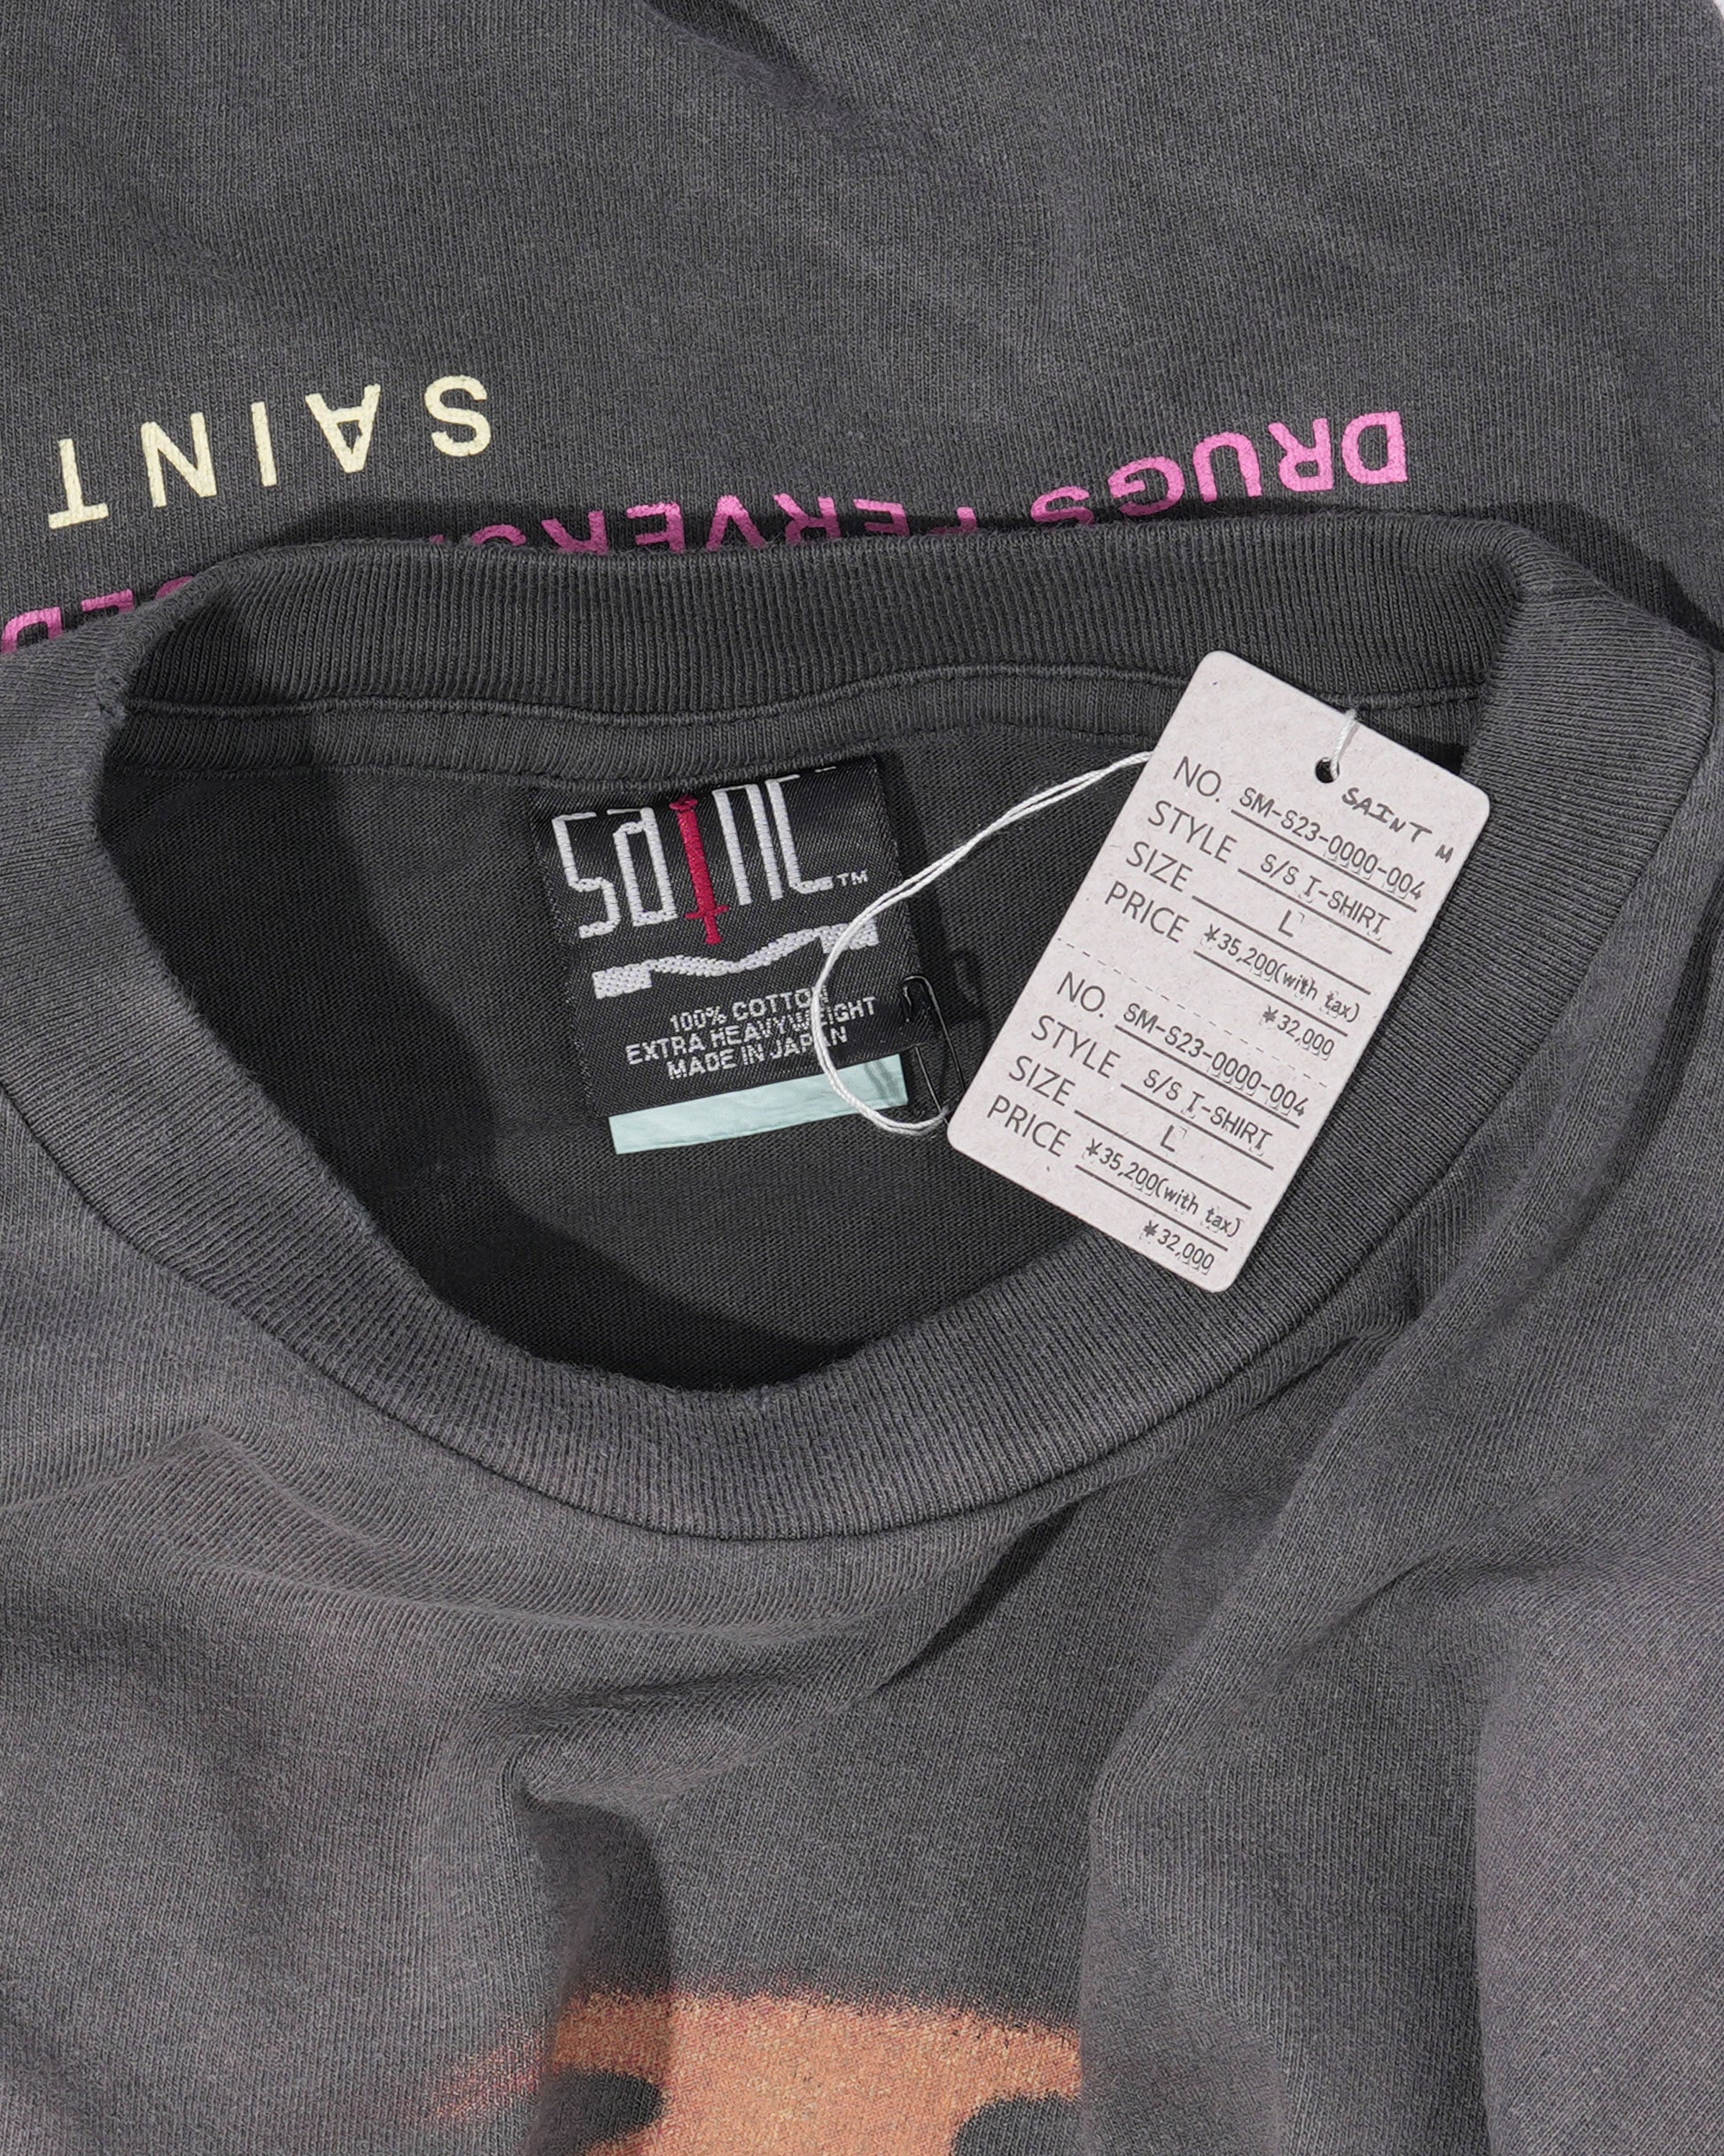 SAINT
DRUGS
saint™
100% COTTON
EXTRA HEAVYWEIGHT
MADE IN JAPAN
SAINT M
NO. SM-S23-0000-004
STYLE S/S T-SHIRT
SIZE L
PRICE ¥35,200(with tax)
¥32,000
NO. SM-S23-0000-004
STYLE S/S T-SHIRT
SIZE L
PRICE ¥35,200(with tax)
¥32,000